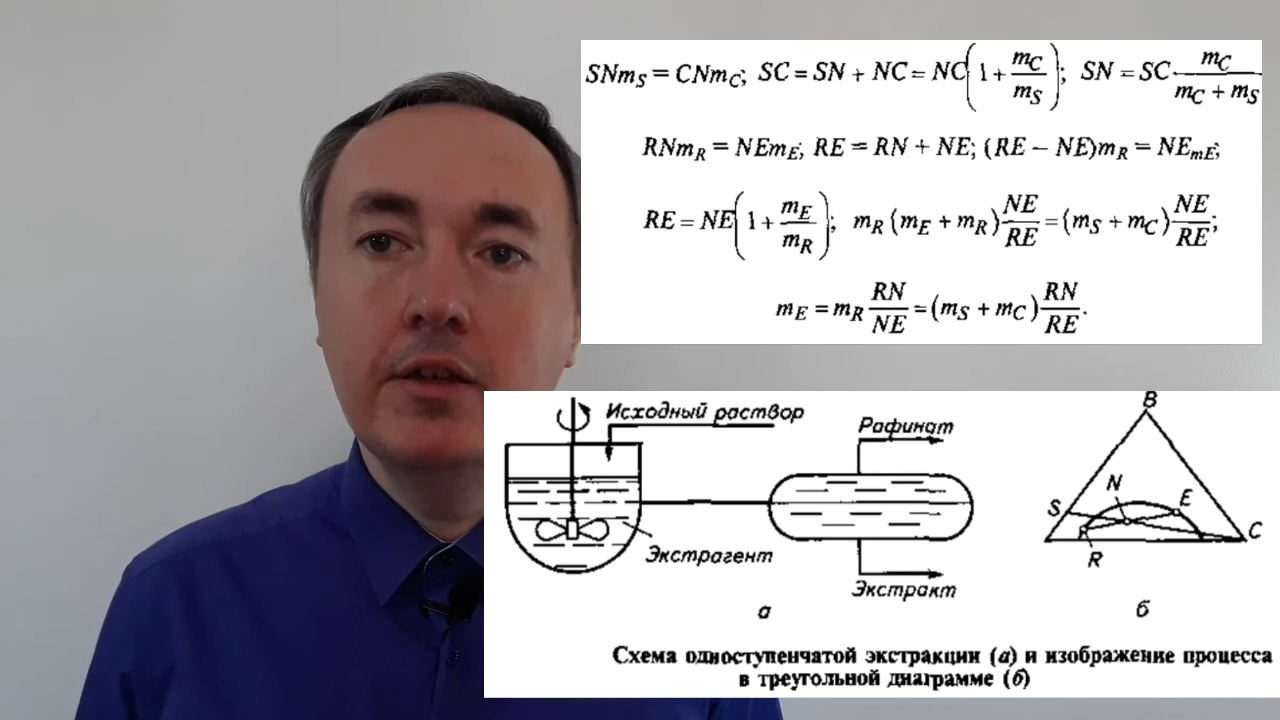 SNm_S = CNm_C; SC = SN + NC = NC(1 + m_C/m_S); SN = SC m_C/(m_C + m_S)
RNm_R = NEm_E, RE = RN + NE; (RE − NE)m_R = NE_mE;
RE = NE(1 + m_E/m_R); m_R (m_E + m_R) NE/RE = (m_S + m_C) NE/RE;
m_E = m_R RN/NE = (m_S + m_C) RN/RE.
Исходный раствор
Экстрагент
Рафинат
Экстракт
а
B
S
N
E
R
C
б
Схема одноступенчатой экстракции (а) и изображение процесса
в треугольной диаграмме (б)